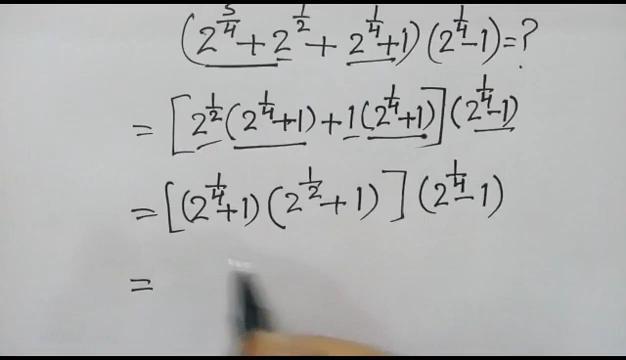 (2^{3/4} + 2^{1/2} + 2^{1/4} + 1)(2^{1/4} - 1) = ?
= [2^{1/2}(2^{1/4} + 1) + 1(2^{1/4} + 1)](2^{1/4} - 1)
= [(2^{1/4} + 1)(2^{1/2} + 1)](2^{1/4} - 1)
=